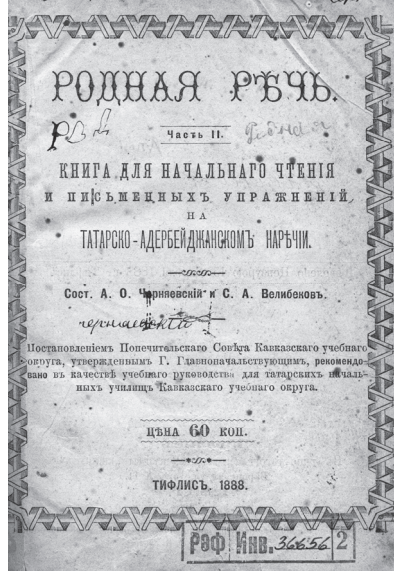 РОДНАЯ РѢЧЬ.
Часть II.
КНИГА ДЛЯ НАЧАЛЬНАГО ЧТЕНІЯ
И ПИСЬМЕННЫХЪ УПРАЖНЕНІЙ
НА
ТАТАРСКО-АДЕРБЕЙДЖАНСКОМЪ НАРѢЧИИ.
Сост. А. О. Черняевскій и С. А. Велибековъ.
черняевский
Постановленіемъ Попечительскаго Совѣта Кавказскаго учебнаго
округа, утвержденнымъ Г. Главноначальствующимъ, рекомендо-
вано въ качествѣ учебнаго руководства для татарскихъ началь-
ныхъ училищъ Кавказскаго учебнаго округа.
ЦѢНА 60 КОП.
ТИФЛИСЪ. 1888.
Рэф Инв. 36656 2